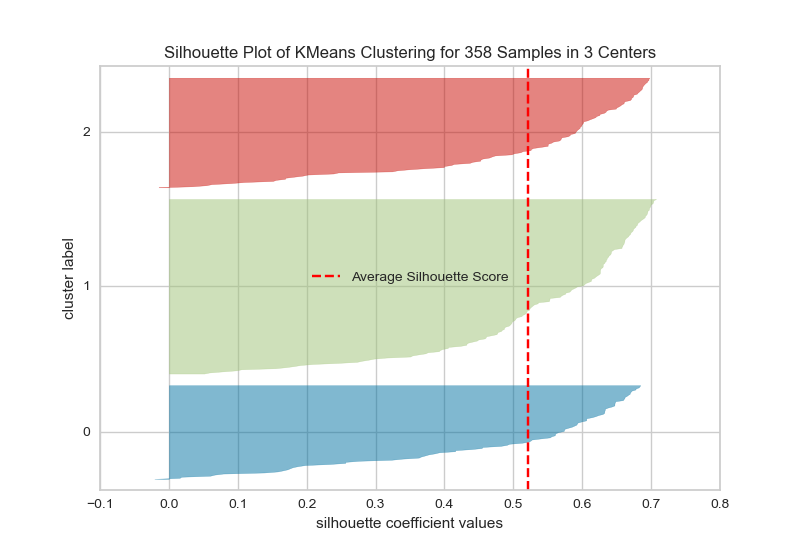 Silhouette Plot of KMeans Clustering for 358 Samples in 3 Centers
2
1
0
cluster label
Average Silhouette Score
−0.1 0.0 0.1 0.2 0.3 0.4 0.5 0.6 0.7 0.8
silhouette coefficient values